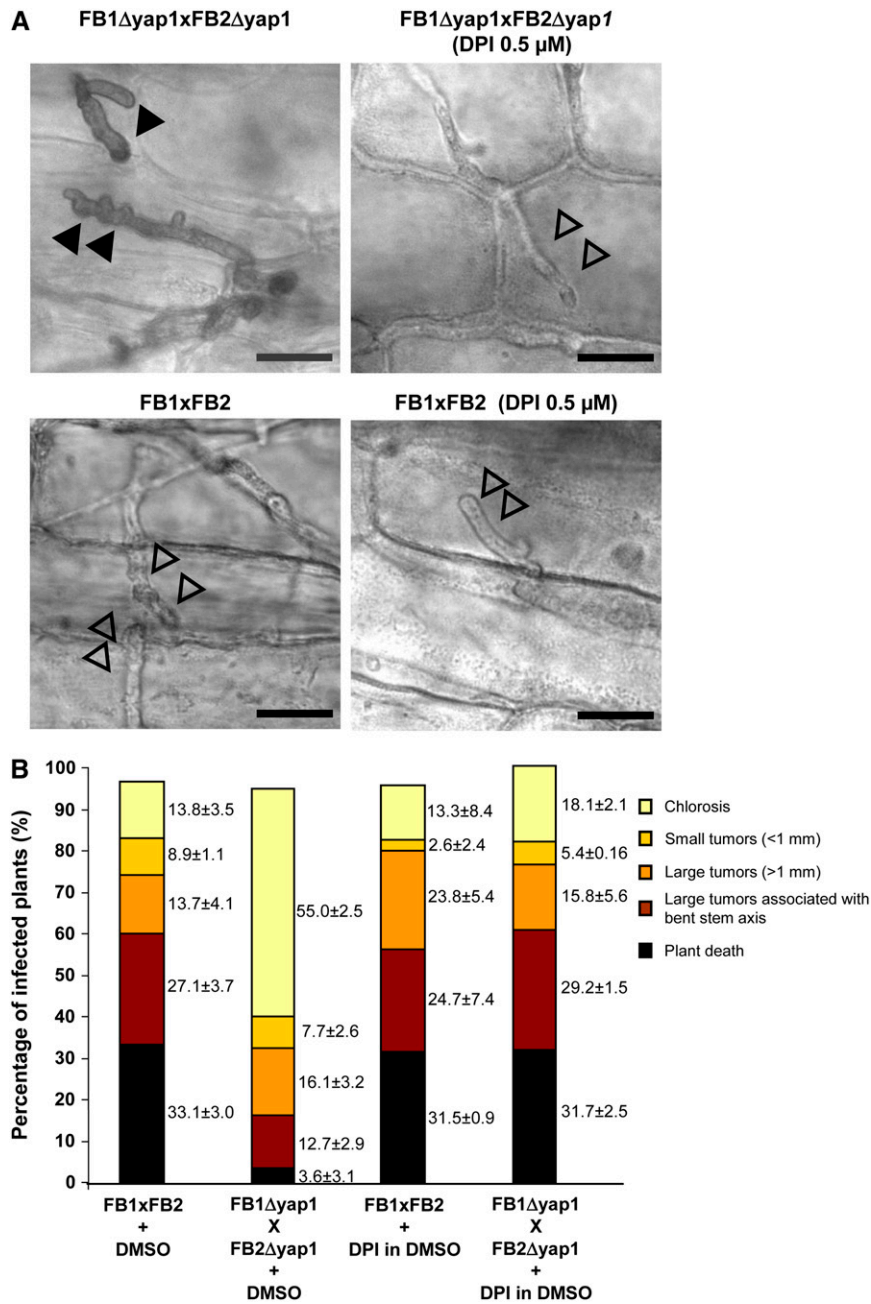 A
FB1Δyap1xFB2Δyap1
FB1Δyap1xFB2Δyap1
(DPI 0.5 µM)
FB1xFB2
FB1xFB2 (DPI 0.5 µM)
B
Percentage of infected plants (%)
100
90
80
70
60
50
40
30
20
10
0
13.8±3.5
8.9±1.1
13.7±4.1
27.1±3.7
33.1±3.0
55.0±2.5
7.7±2.6
16.1±3.2
12.7±2.9
3.6±3.1
13.3±8.4
2.6±2.4
23.8±5.4
24.7±7.4
31.5±0.9
18.1±2.1
5.4±0.16
15.8±5.6
29.2±1.5
31.7±2.5
Chlorosis
Small tumors (<1 mm)
Large tumors (>1 mm)
Large tumors associated with
bent stem axis
Plant death
FB1xFB2
+
DMSO
FB1Δyap1
X
FB2Δyap1
+
DMSO
FB1xFB2
+
DPI in DMSO
FB1Δyap1
X
FB2Δyap1
+
DPI in DMSO